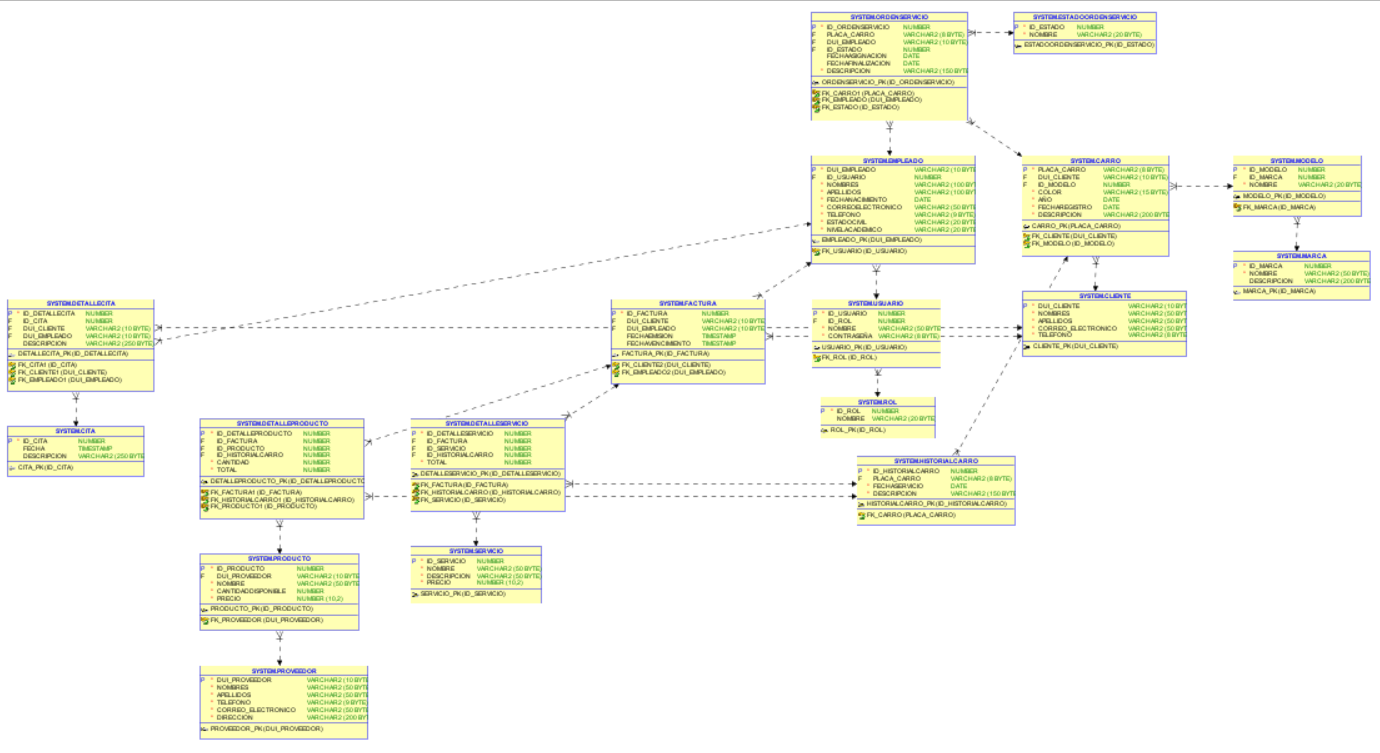 SYSTEM.ORDENSERVICIO
P * ID_ORDENSERVICIO NUMBER
F PLACA_CARRO VARCHAR2 (8 BYTE)
F DUI_EMPLEADO VARCHAR2 (10 BYTE)
F ID_ESTADO NUMBER
FECHAASIGNACION DATE
FECHAFINALIZACION DATE
* DESCRIPCION VARCHAR2 (150 BYTE
ORDENSERVICIO_PK (ID_ORDENSERVICIO)
FK_CARRO1 (PLACA_CARRO)
FK_EMPLEADO (DUI_EMPLEADO)
FK_ESTADO (ID_ESTADO)
SYSTEM.ESTADOORDENSERVICIO
P * ID_ESTADO NUMBER
* NOMBRE VARCHAR2 (20 BYTE)
ESTADOORDENSERVICIO_PK (ID_ESTADO)
SYSTEM.EMPLEADO
P * DUI_EMPLEADO VARCHAR2 (10 BYTE
F ID_USUARIO NUMBER
* NOMBRES VARCHAR2 (100 BYT
* APELLIDOS VARCHAR2 (100 BYT
* FECHANACIMIENTO DATE
* CORREOELECTRONICO VARCHAR2 (50 BYTE
* TELEFONO VARCHAR2 (9 BYTE)
* ESTADOCIVIL VARCHAR2 (20 BYTE
* NIVELACADEMICO VARCHAR2 (20 BYTE
EMPLEADO_PK (DUI_EMPLEADO)
FK_USUARIO (ID_USUARIO)
SYSTEM.CARRO
P * PLACA_CARRO VARCHAR2 (8 BYTE)
F DUI_CLIENTE VARCHAR2 (10 BYTE)
F ID_MODELO NUMBER
* COLOR VARCHAR2 (15 BYTE)
* AÑO DATE
* FECHAREGISTRO DATE
* DESCRIPCION VARCHAR2 (200 BYTE
CARRO_PK (PLACA_CARRO)
FK_CLIENTE (DUI_CLIENTE)
FK_MODELO (ID_MODELO)
SYSTEM.MODELO
P * ID_MODELO NUMBER
F ID_MARCA NUMBER
* NOMBRE VARCHAR2 (20 BYTE
MODELO_PK (ID_MODELO)
FK_MARCA (ID_MARCA)
SYSTEM.MARCA
P * ID_MARCA NUMBER
* NOMBRE VARCHAR2 (50 BYTE)
DESCRIPCION VARCHAR2 (200 BYTE
MARCA_PK (ID_MARCA)
SYSTEM.DETALLECITA
P * ID_DETALLECITA NUMBER
F ID_CITA NUMBER
F DUI_CLIENTE VARCHAR2 (10 BYTE)
F DUI_EMPLEADO VARCHAR2 (10 BYTE)
DESCRIPCION VARCHAR2 (250 BYTE)
DETALLECITA_PK (ID_DETALLECITA)
FK_CITA1 (ID_CITA)
FK_CLIENTE1 (DUI_CLIENTE)
FK_EMPLEADO1 (DUI_EMPLEADO)
SYSTEM.FACTURA
P * ID_FACTURA NUMBER
F DUI_CLIENTE VARCHAR2 (10 BYTE)
F DUI_EMPLEADO VARCHAR2 (10 BYTE)
FECHAEMISION TIMESTAMP
FECHAVENCIMIENTO TIMESTAMP
FACTURA_PK (ID_FACTURA)
FK_CLIENTE2 (DUI_CLIENTE)
FK_EMPLEADO2 (DUI_EMPLEADO)
SYSTEM.USUARIO
P * ID_USUARIO NUMBER
F ID_ROL NUMBER
* NOMBRE VARCHAR2 (50 BYTE)
* CONTRASEÑA VARCHAR2 (8 BYTE)
USUARIO_PK (ID_USUARIO)
FK_ROL (ID_ROL)
SYSTEM.CLIENTE
P * DUI_CLIENTE VARCHAR2 (10 BYT
* NOMBRES VARCHAR2 (50 BYT
* APELLIDOS VARCHAR2 (50 BYT
* CORREO_ELECTRONICO VARCHAR2 (50 BYT
* TELEFONO VARCHAR2 (9 BYTE
CLIENTE_PK (DUI_CLIENTE)
SYSTEM.ROL
P * ID_ROL NUMBER
NOMBRE VARCHAR2 (20 BYTE
ROL_PK (ID_ROL)
SYSTEM.CITA
P * ID_CITA NUMBER
FECHA TIMESTAMP
DESCRIPCION VARCHAR2 (250 BYTE
CITA_PK (ID_CITA)
SYSTEM.DETALLEPRODUCTO
P * ID_DETALLEPRODUCTO NUMBER
F ID_FACTURA NUMBER
F ID_PRODUCTO NUMBER
F ID_HISTORIALCARRO NUMBER
* CANTIDAD NUMBER
* TOTAL NUMBER
DETALLEPRODUCTO_PK (ID_DETALLEPRODUCTO
FK_FACTURA1 (ID_FACTURA)
FK_HISTORIALCARRO1 (ID_HISTORIALCARRO)
FK_PRODUCTO1 (ID_PRODUCTO)
SYSTEM.DETALLESERVICIO
P * ID_DETALLESERVICIO NUMBER
F ID_FACTURA NUMBER
F ID_SERVICIO NUMBER
F ID_HISTORIALCARRO NUMBER
* TOTAL NUMBER
DETALLESERVICIO_PK (ID_DETALLESERVICIO)
FK_FACTURA (ID_FACTURA)
FK_HISTORIALCARRO (ID_HISTORIALCARRO)
FK_SERVICIO (ID_SERVICIO)
SYSTEM.HISTORIALCARRO
P * ID_HISTORIALCARRO NUMBER
F PLACA_CARRO VARCHAR2 (8 BYTE)
* FECHASERVICIO DATE
* DESCRIPCION VARCHAR2 (150 BYTE
HISTORIALCARRO_PK (ID_HISTORIALCARRO)
FK_CARRO (PLACA_CARRO)
SYSTEM.PRODUCTO
P * ID_PRODUCTO NUMBER
F DUI_PROVEEDOR VARCHAR2 (10 BYTE
* NOMBRE VARCHAR2 (50 BYTE
* CANTIDADDISPONIBLE NUMBER
* PRECIO NUMBER (10,2)
PRODUCTO_PK (ID_PRODUCTO)
FK_PROVEEDOR (DUI_PROVEEDOR)
SYSTEM.SERVICIO
P * ID_SERVICIO NUMBER
* NOMBRE VARCHAR2 (50 BYTE)
* DESCRIPCION VARCHAR2 (50 BYTE)
* PRECIO NUMBER (10,2)
SERVICIO_PK (ID_SERVICIO)
SYSTEM.PROVEEDOR
P * DUI_PROVEEDOR VARCHAR2 (10 BYTE
* NOMBRES VARCHAR2 (50 BYTE
* APELLIDOS VARCHAR2 (50 BYTE
* TELEFONO VARCHAR2 (9 BYTE)
* CORREO_ELECTRONICO VARCHAR2 (50 BYTE
* DIRECCION VARCHAR2 (200 BYT
PROVEEDOR_PK (DUI_PROVEEDOR)